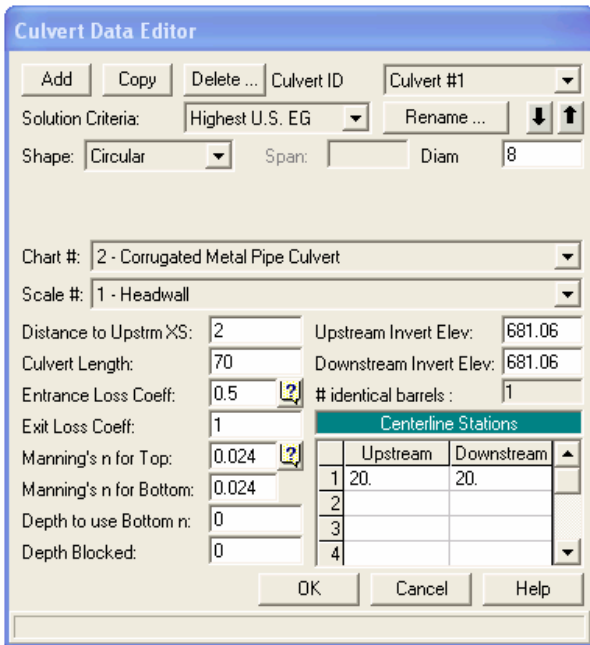 Culvert Data Editor
Add Copy Delete ... Culvert ID Culvert #1
Solution Criteria: Highest U.S. EG Rename ...
Shape: Circular Span: Diam 8
Chart #: 2 - Corrugated Metal Pipe Culvert
Scale #: 1 - Headwall
Distance to Upstrm XS: 2 Upstream Invert Elev: 681.06
Culvert Length: 70 Downstream Invert Elev: 681.06
Entrance Loss Coeff: 0.5 ? # identical barrels : 1
Exit Loss Coeff: 1 Centerline Stations
Manning's n for Top: 0.024 ? Upstream Downstream
Manning's n for Bottom: 0.024 1 20. 20.
2
Depth to use Bottom n: 0 3
Depth Blocked: 0 4
OK Cancel Help